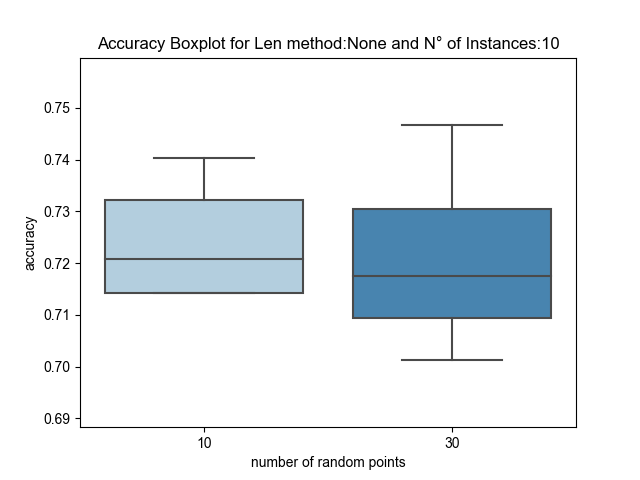 Accuracy Boxplot for Len method:None and N° of Instances:10
0.75
0.74
0.73
0.72
0.71
0.70
0.69
accuracy
10 30
number of random points